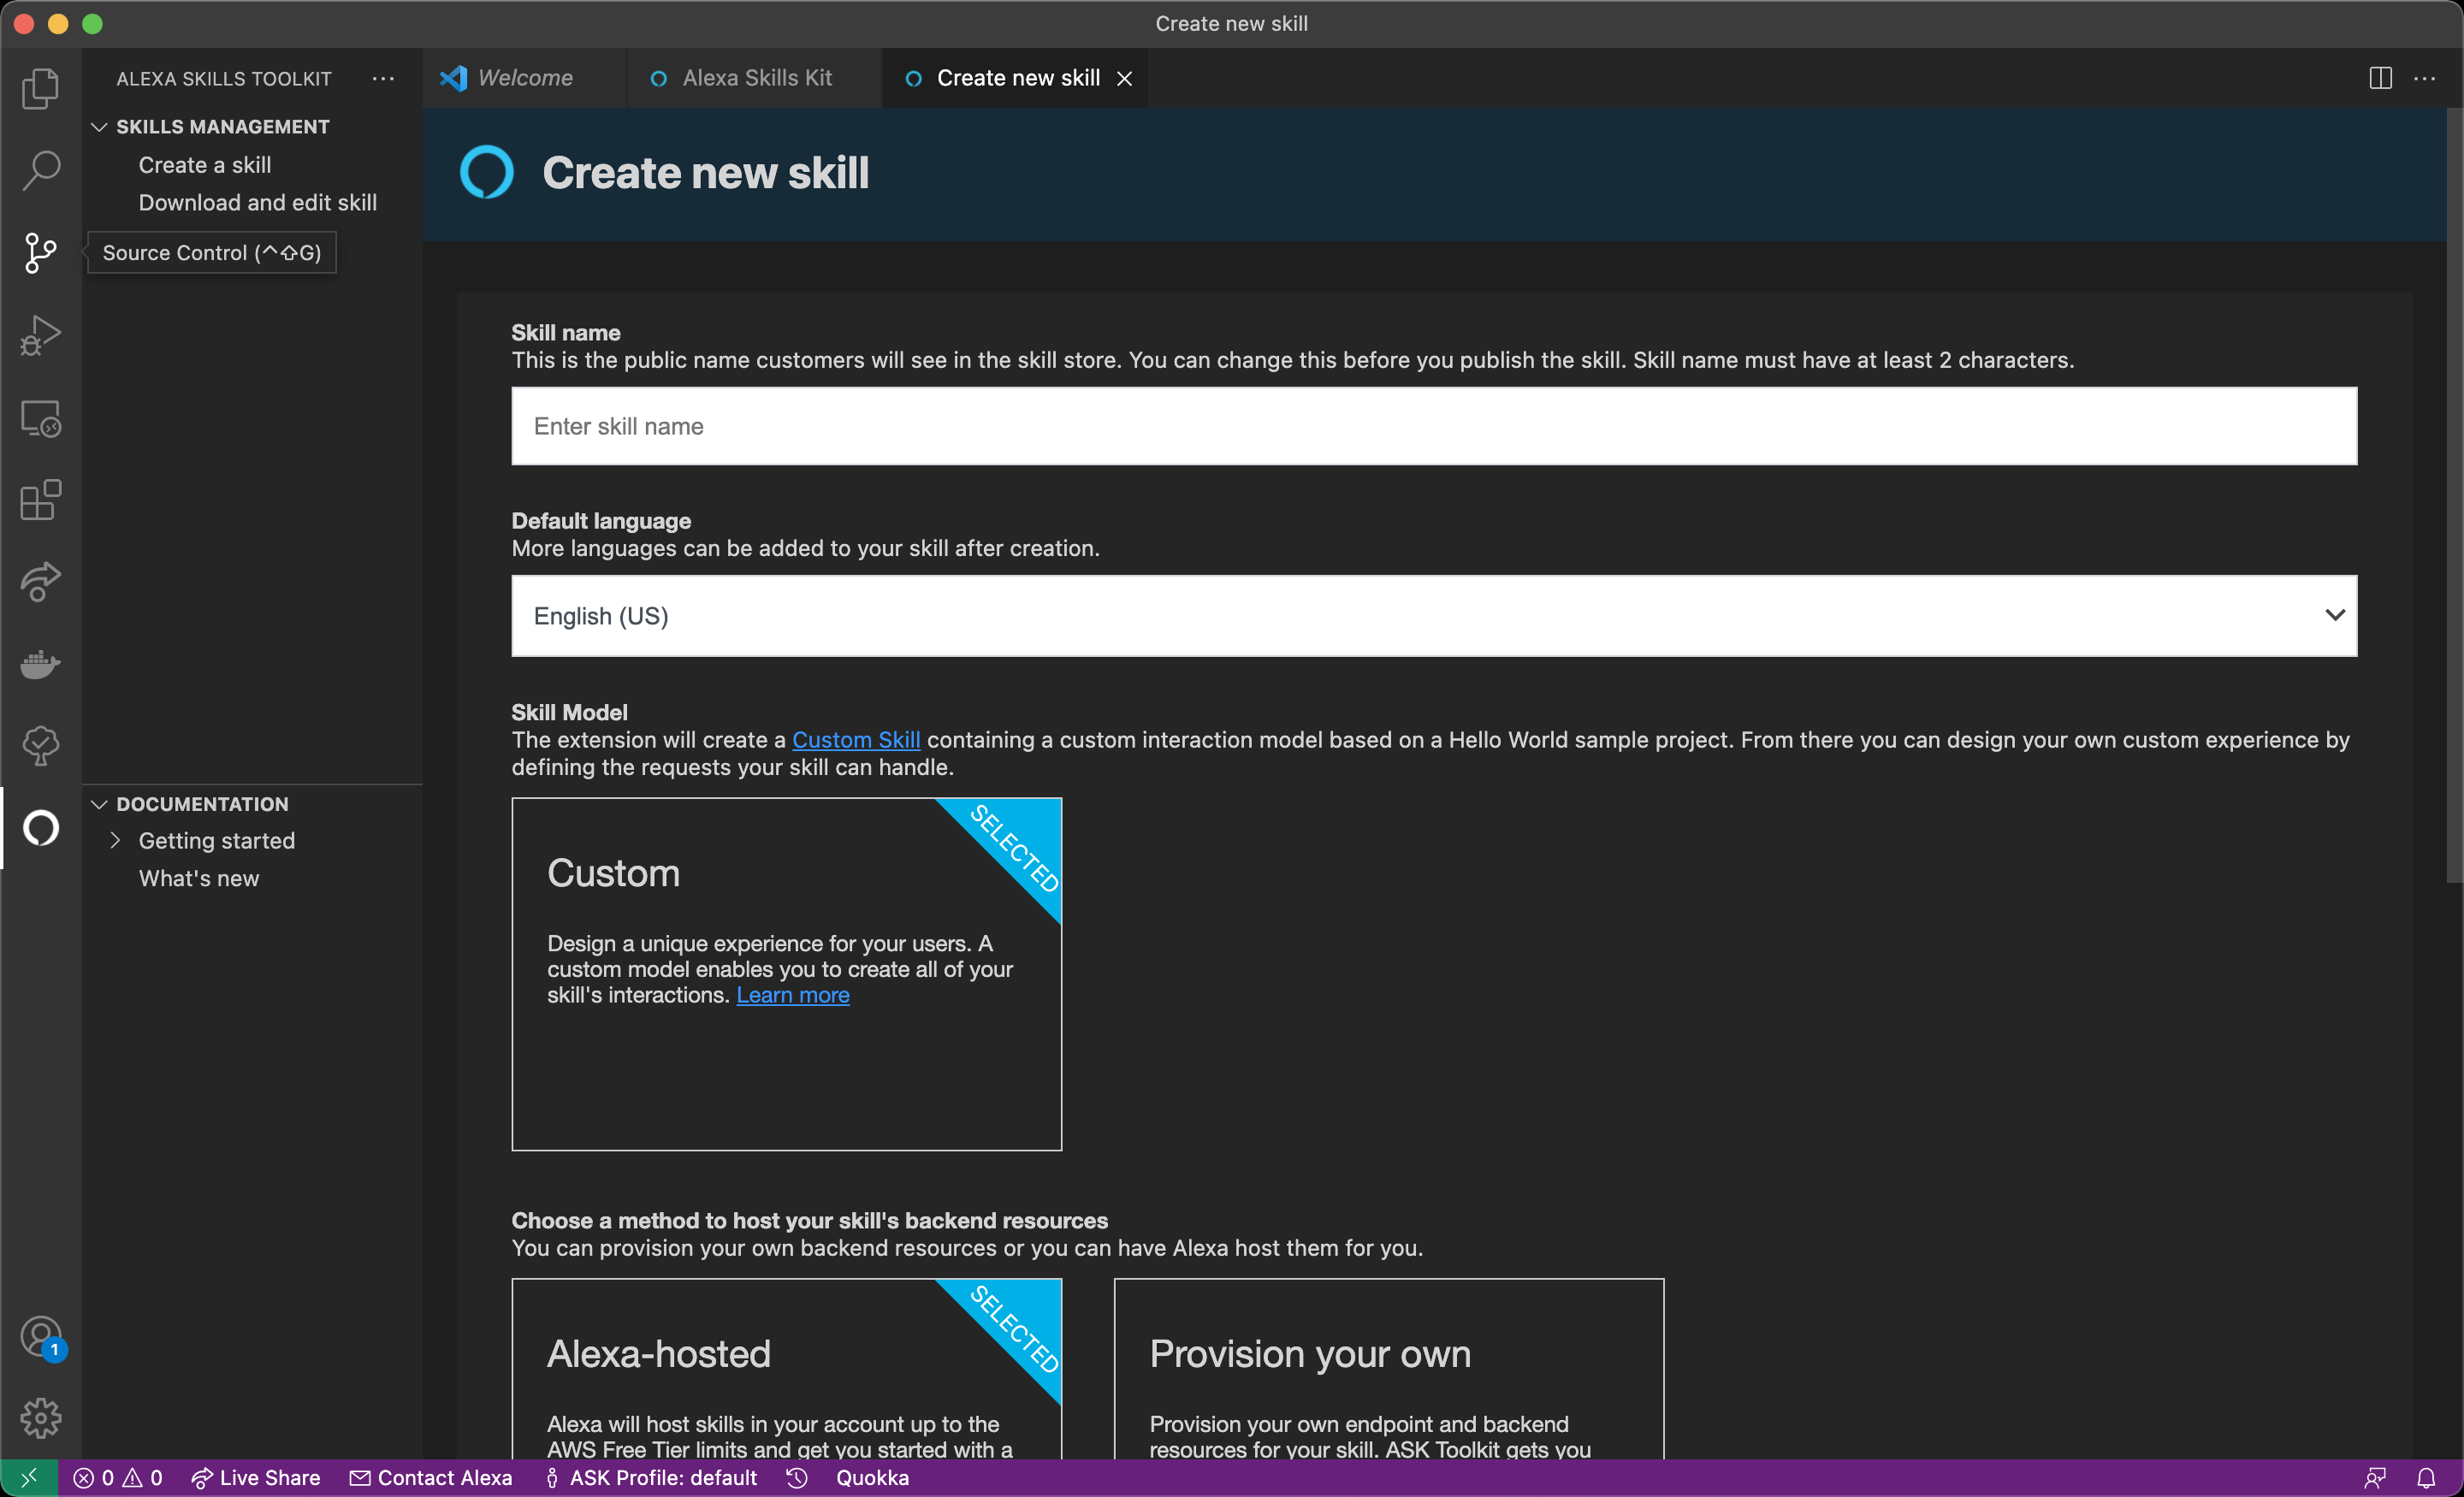 Create new skill
ALEXA SKILLS TOOLKIT
Welcome
Alexa Skills Kit
Create new skill
SKILLS MANAGEMENT
Create a skill
Download and edit skill
Source Control (^⇧G)
DOCUMENTATION
Getting started
What's new
1
Create new skill
Skill name
This is the public name customers will see in the skill store. You can change this before you publish the skill. Skill name must have at least 2 characters.
Enter skill name
Default language
More languages can be added to your skill after creation.
English (US)
Skill Model
The extension will create a Custom Skill containing a custom interaction model based on a Hello World sample project. From there you can design your own custom experience by
defining the requests your skill can handle.
SELECTED
Custom
Design a unique experience for your users. A
custom model enables you to create all of your
skill's interactions. Learn more
Choose a method to host your skill's backend resources
You can provision your own backend resources or you can have Alexa host them for you.
SELECTED
Alexa-hosted
Alexa will host skills in your account up to the
AWS Free Tier limits and get you started with a
Provision your own
Provision your own endpoint and backend
resources for your skill. ASK Toolkit gets you
0 0 Live Share Contact Alexa ASK Profile: default Quokka